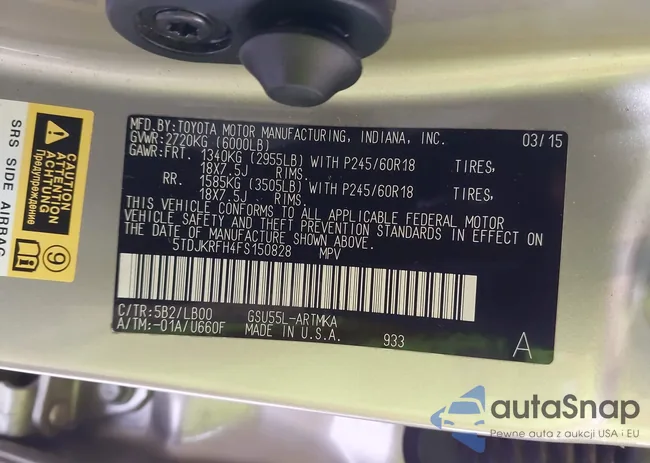 MFD.BY: TOYOTA MOTOR MANUFACTURING, INDIANA, INC. 03/15
GVWR: 2720KG (6000LB)
GAWR: FRT. 1340KG (2955LB) WITH P245/60R18 TIRES,
18X7.5J RIMS.
RR. 1585KG (3505LB) WITH P245/60R18 TIRES,
18X7.5J RIMS.
THIS VEHICLE CONFORMS TO ALL APPLICABLE FEDERAL MOTOR
VEHICLE SAFETY AND THEFT PREVENTION STANDARDS IN EFFECT ON
THE DATE OF MANUFACTURE SHOWN ABOVE.
5TDJKRFH4FS150828 MPV
C/TR: 5B2/LB00 GSU55L-ARTMKA
A/TM: -01A/U660F MADE IN U.S.A. 933 A
SRS SIDE AIRBAG
CAUTION
ATTENTION
ACHTUNG
Предупреждение
9
autaSnap
Pewne auta z aukcji USA i EU